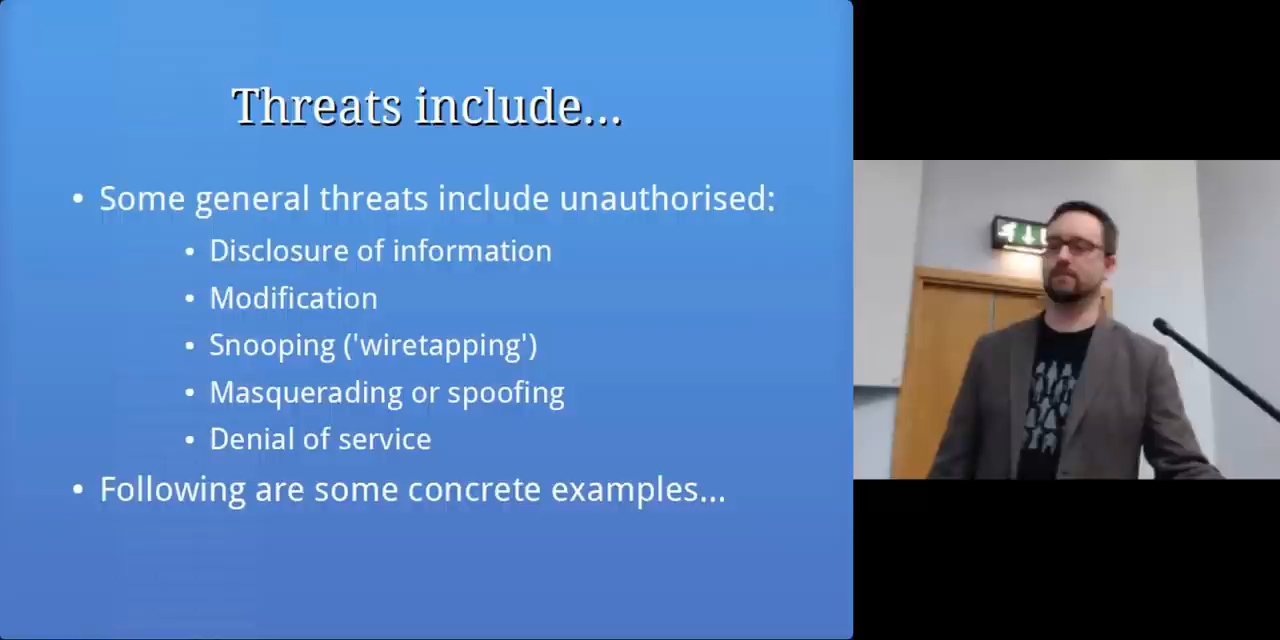 Threats include...
• Some general threats include unauthorised:
• Disclosure of information
• Modification
• Snooping ('wiretapping')
• Masquerading or spoofing
• Denial of service
• Following are some concrete examples...